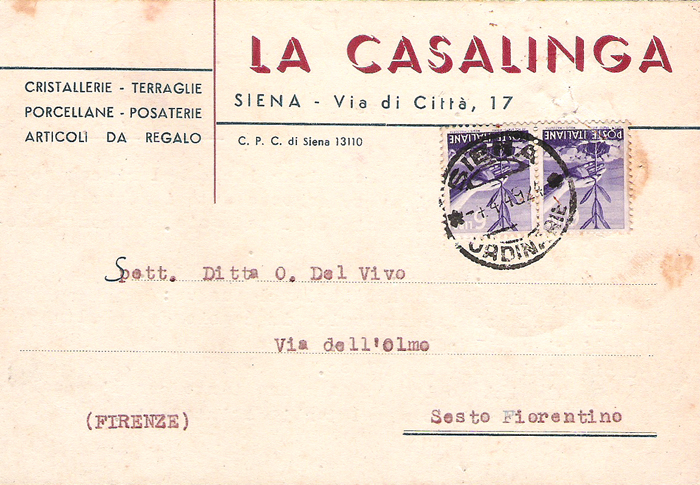 LA CASALINGA
SIENA - Via di Città, 17
CRISTALLERIE - TERRAGLIE
PORCELLANE - POSATERIE
ARTICOLI DA REGALO
C. P. C. di Siena 13110
POSTE ITALIANE
POSTE ITALIANE
SIENA
Spett. Ditta O. Del Vivo
Via dell'Olmo
(FIRENZE)
Sesto Fiorentino